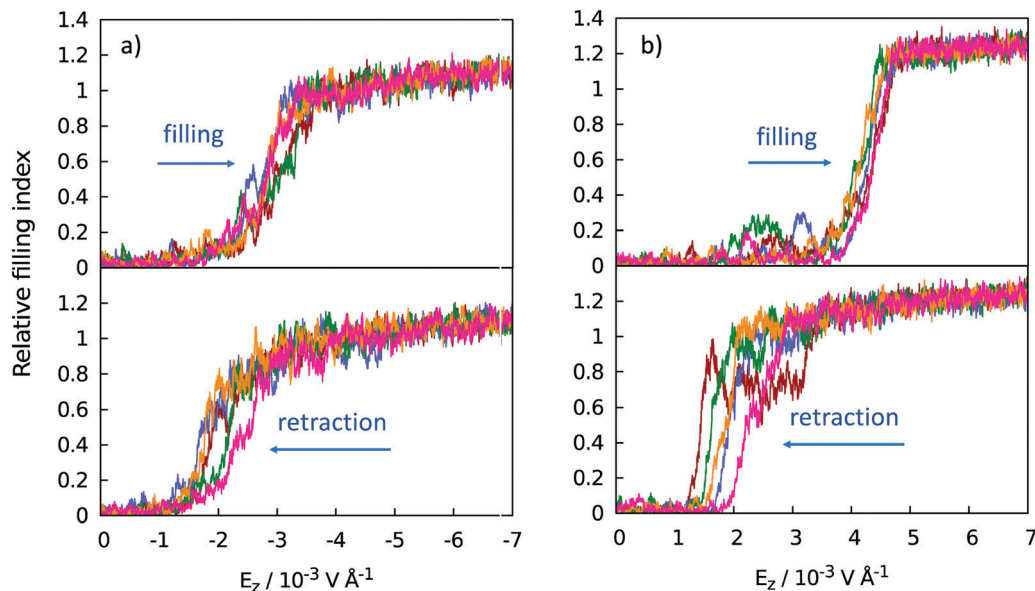 a)
1.4
1.2
1
0.8
0.6
0.4
0.2
0
filling
1.2
1
0.8
0.6
0.4
0.2
0
retraction
0 -1 -2 -3 -4 -5 -6 -7
E_z / 10⁻³ V Å⁻¹
Relative filling index
b)
1.4
1.2
1
0.8
0.6
0.4
0.2
0
filling
1.2
1
0.8
0.6
0.4
0.2
0
retraction
0 1 2 3 4 5 6 7
E_z / 10⁻³ V Å⁻¹